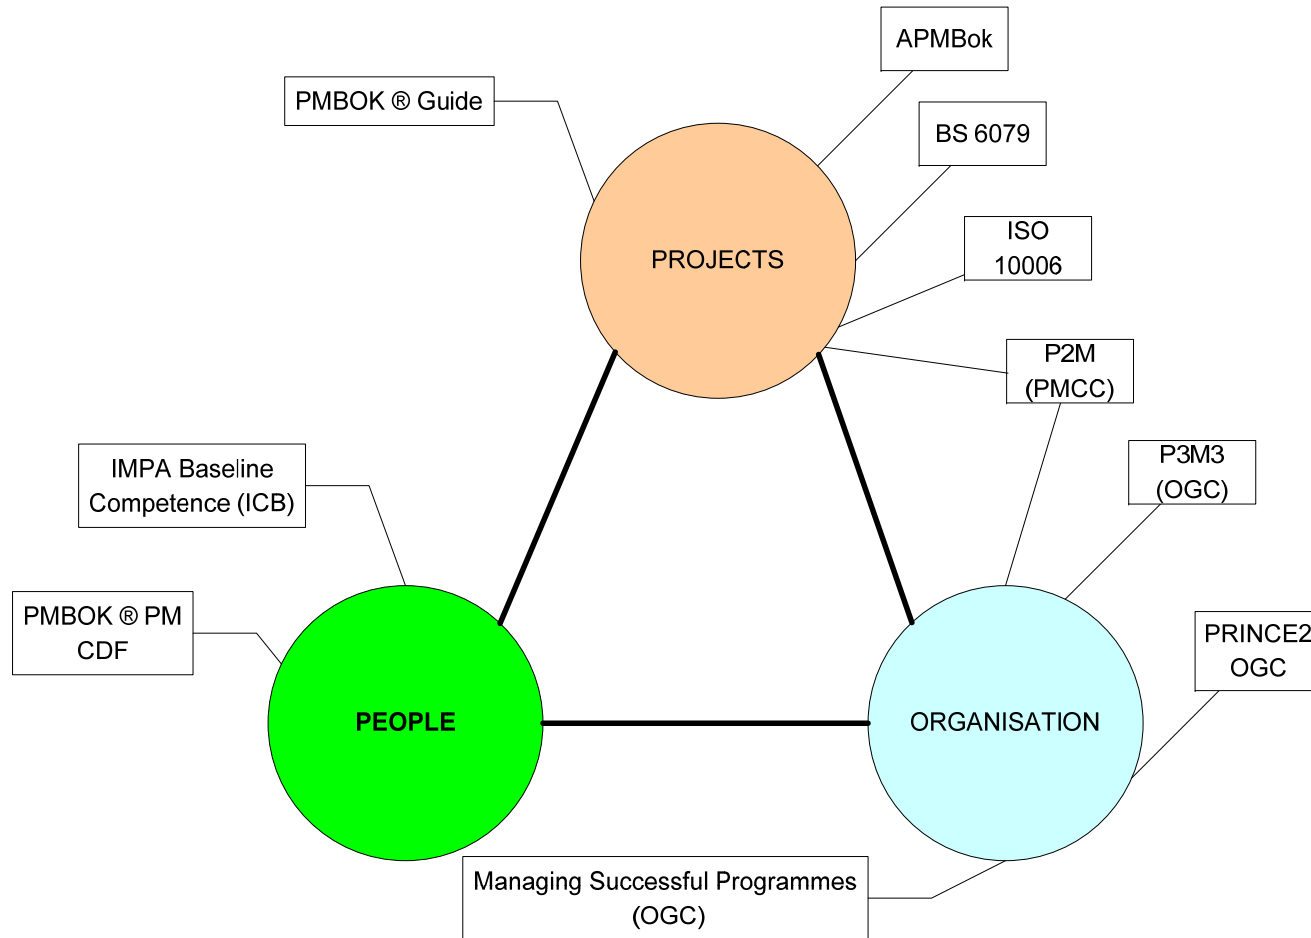 APMBok
PMBOK ® Guide
BS 6079
ISO
10006
PROJECTS
P2M
(PMCC)
P3M3
(OGC)
IMPA Baseline
Competence (ICB)
PMBOK ® PM
CDF
PRINCE2
OGC
PEOPLE
ORGANISATION
Managing Successful Programmes
(OGC)